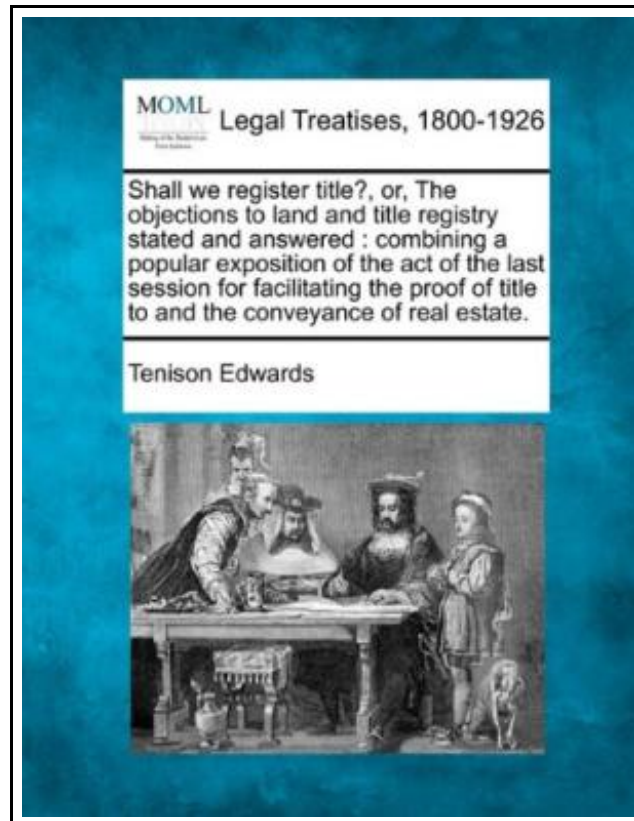 MOML
Legal Treatises, 1800-1926
Shall we register title?, or, The
objections to land and title registry
stated and answered : combining a
popular exposition of the act of the last
session for facilitating the proof of title
to and the conveyance of real estate.
Tenison Edwards